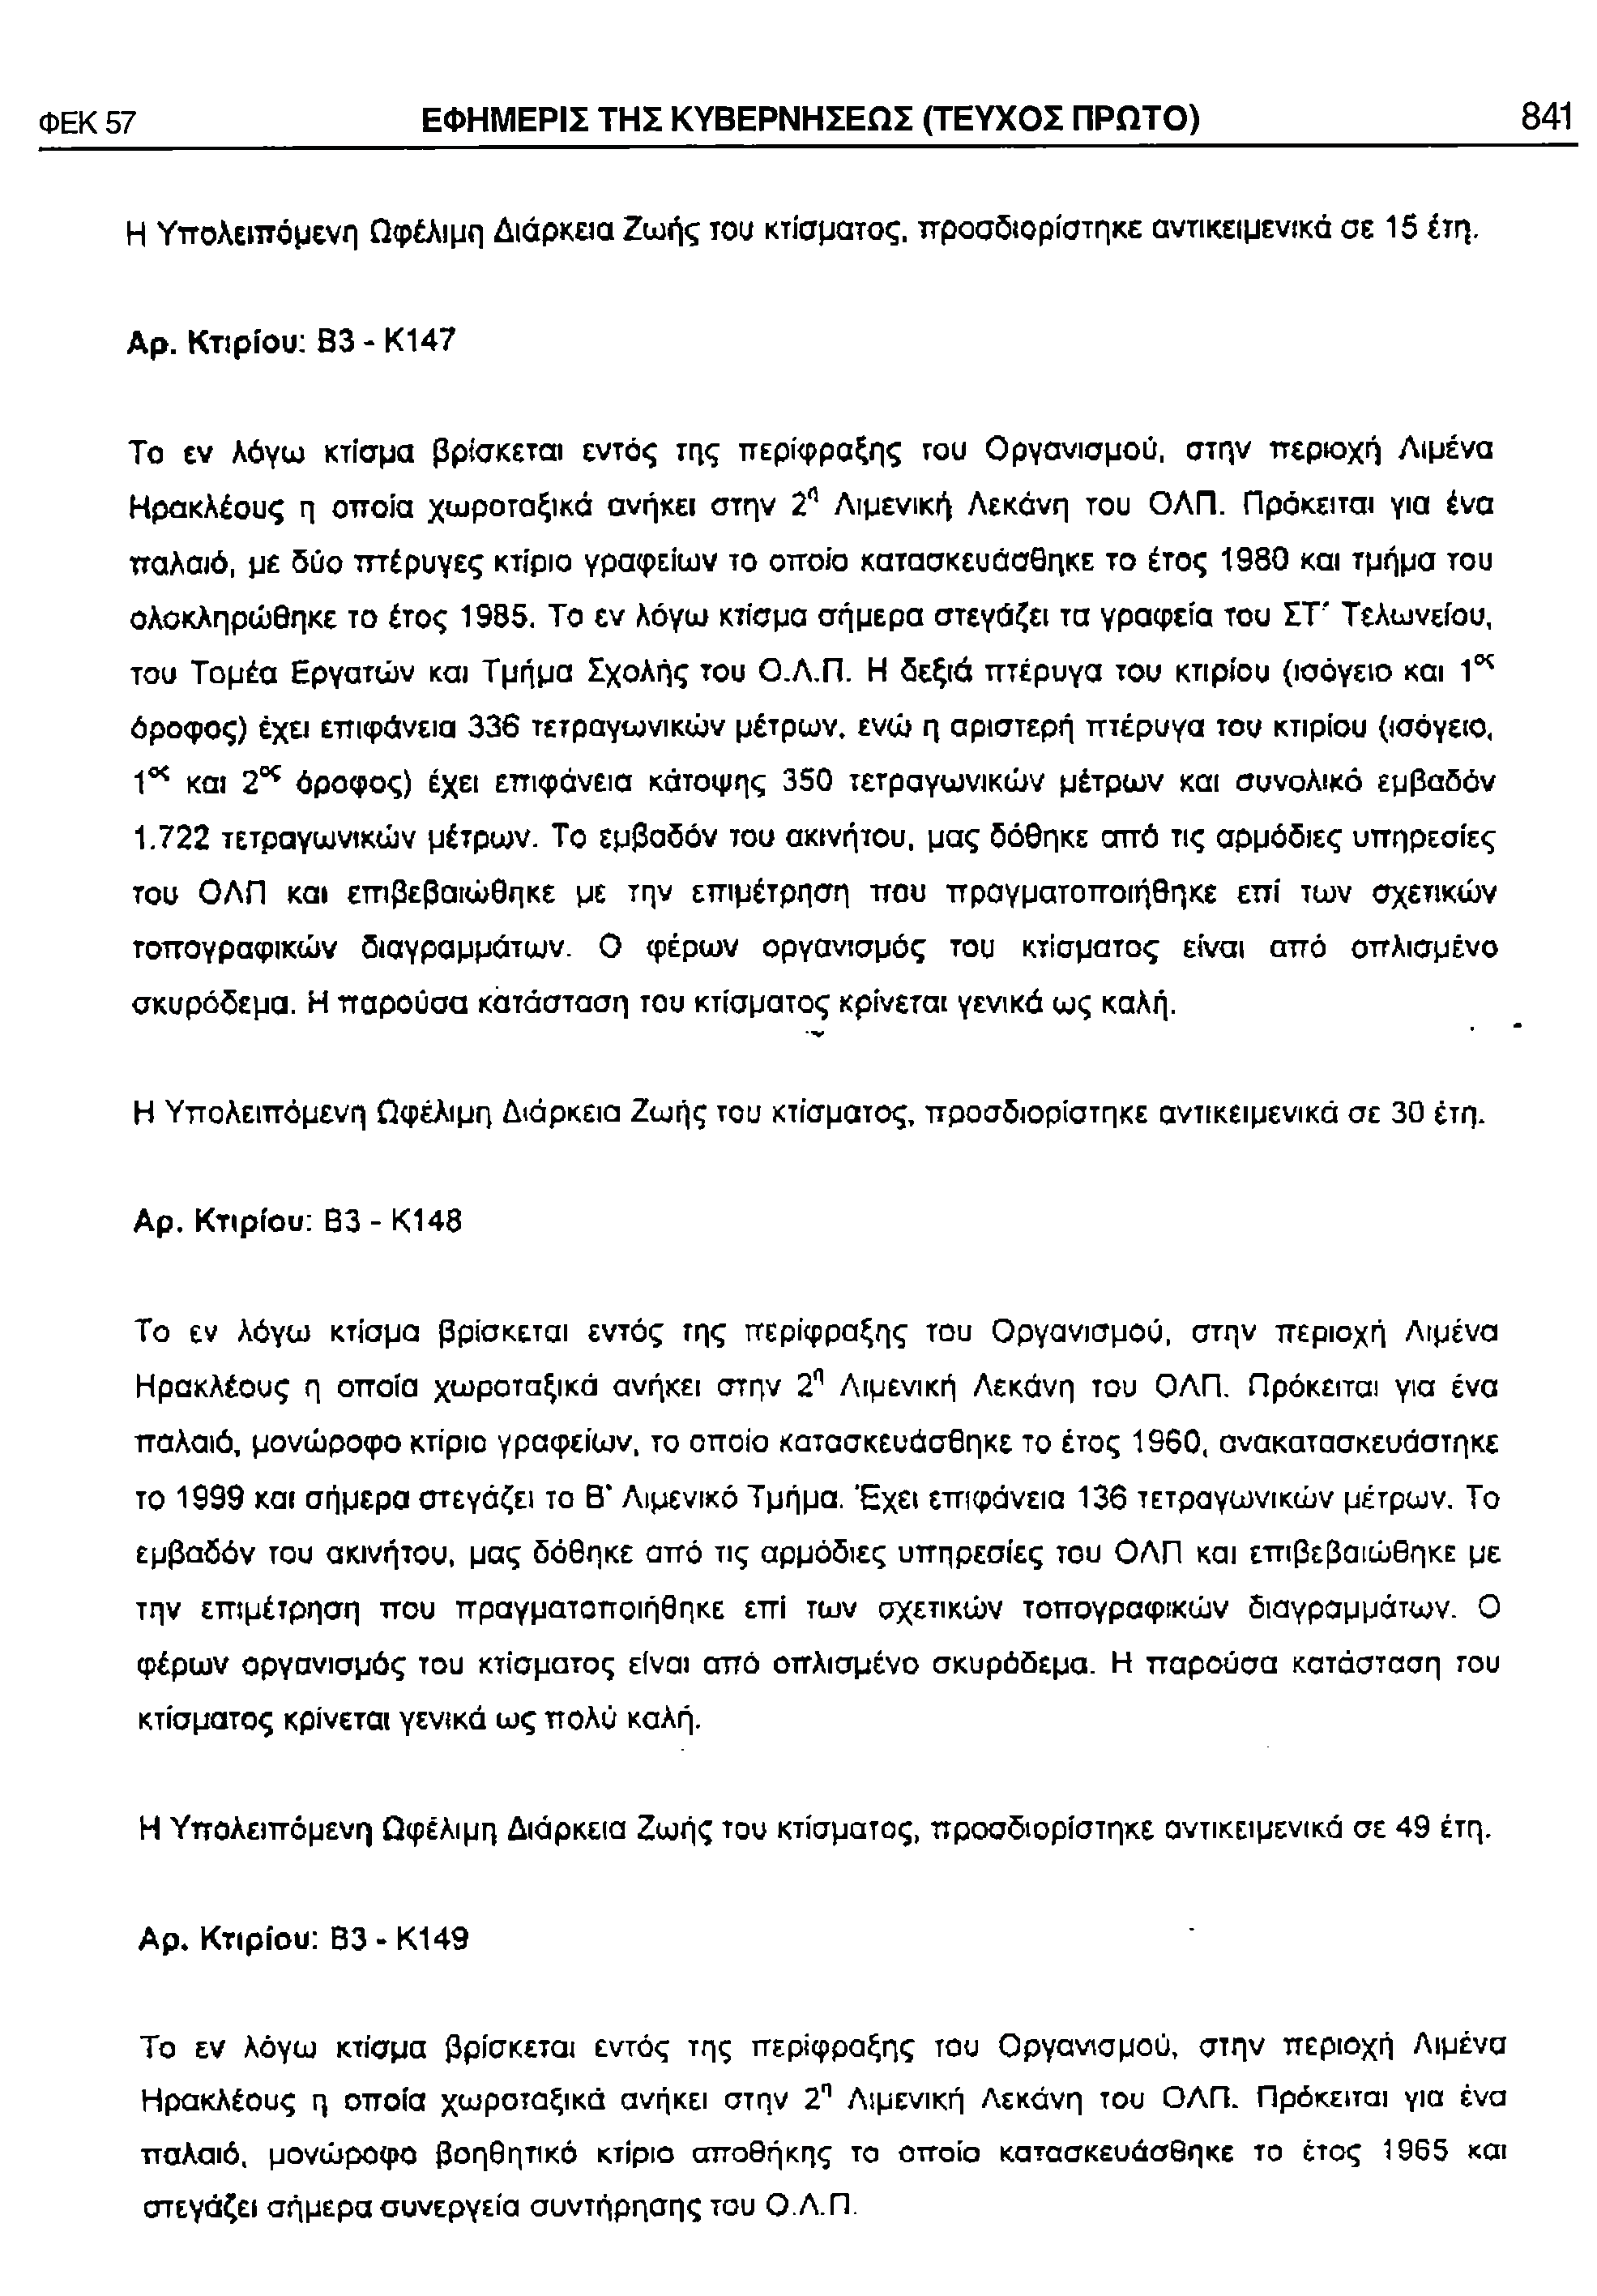 ΦΕΚ 57
ΕΦΗΜΕΡΙΣ ΤΗΣ ΚΥΒΕΡΝΗΣΕΩΣ (ΤΕΥΧΟΣ ΠΡΩΤΟ)
841
Η Υπολειπόμενη Ωφέλιμη Διάρκεια Ζωής του κτίσματος, προσδιορίστηκε αντικειμενικά σε 15 έτη.
Αρ. Κτιρίου: Β3 - Κ147
Το εν λόγω κτίσμα βρίσκεται εντός της περίφραξης του Οργανισμού, στην περιοχή Λιμένα
Ηρακλέους η οποία χωροταξικά ανήκει στην 2η Λιμενική Λεκάνη του ΟΛΠ. Πρόκειται για ένα
παλαιό, με δύο πτέρυγες κτίριο γραφείων το οποίο κατασκευάσθηκε το έτος 1980 και τμήμα του
ολοκληρώθηκε το έτος 1985. Το εν λόγω κτίσμα σήμερα στεγάζει τα γραφεία του ΣΤ' Τελωνείου,
του Τομέα Εργατών και Τμήμα Σχολής του Ο.Λ.Π. Η δεξιά πτέρυγα του κτιρίου (ισόγειο και 1ος
όροφος) έχει επιφάνεια 336 τετραγωνικών μέτρων, ενώ η αριστερή πτέρυγα του κτιρίου (ισόγειο,
1ος και 2ος όροφος) έχει επιφάνεια κάτοψης 350 τετραγωνικών μέτρων και συνολικό εμβαδόν
1.722 τετραγωνικών μέτρων. Το εμβαδόν του ακινήτου, μας δόθηκε από τις αρμόδιες υπηρεσίες
του ΟΛΠ και επιβεβαιώθηκε με την επιμέτρηση που πραγματοποιήθηκε επί των σχετικών
τοπογραφικών διαγραμμάτων. Ο φέρων οργανισμός του κτίσματος είναι από οπλισμένο
σκυρόδεμα. Η παρούσα κατάσταση του κτίσματος κρίνεται γενικά ως καλή.
Η Υπολειπόμενη Ωφέλιμη Διάρκεια Ζωής του κτίσματος, προσδιορίστηκε αντικειμενικά σε 30 έτη.
Αρ. Κτιρίου: Β3 - Κ148
Το εν λόγω κτίσμα βρίσκεται εντός της περίφραξης του Οργανισμού, στην περιοχή Λιμένα
Ηρακλέους η οποία χωροταξικά ανήκει στην 2η Λιμενική Λεκάνη του ΟΛΠ. Πρόκειται για ένα
παλαιό, μονώροφο κτίριο γραφείων, το οποίο κατασκευάσθηκε το έτος 1960, ανακατασκευάστηκε
το 1999 και σήμερα στεγάζει το Β' Λιμενικό Τμήμα. Έχει επιφάνεια 136 τετραγωνικών μέτρων. Το
εμβαδόν του ακινήτου, μας δόθηκε από τις αρμόδιες υπηρεσίες του ΟΛΠ και επιβεβαιώθηκε με
την επιμέτρηση που πραγματοποιήθηκε επί των σχετικών τοπογραφικών διαγραμμάτων. Ο
φέρων οργανισμός του κτίσματος είναι από οπλισμένο σκυρόδεμα. Η παρούσα κατάσταση του
κτίσματος κρίνεται γενικά ως πολύ καλή.
Η Υπολειπόμενη Ωφέλιμη Διάρκεια Ζωής του κτίσματος, προσδιορίστηκε αντικειμενικά σε 49 έτη.
Αρ. Κτιρίου: Β3 - Κ149
Το εν λόγω κτίσμα βρίσκεται εντός της περίφραξης του Οργανισμού, στην περιοχή Λιμένα
Ηρακλέους η οποία χωροταξικά ανήκει στην 2η Λιμενική Λεκάνη του ΟΛΠ. Πρόκειται για ένα
παλαιό, μονώροφο βοηθητικό κτίριο αποθήκης το οποίο κατασκευάσθηκε το έτος 1965 και
στεγάζει σήμερα συνεργεία συντήρησης του Ο.Λ.Π.